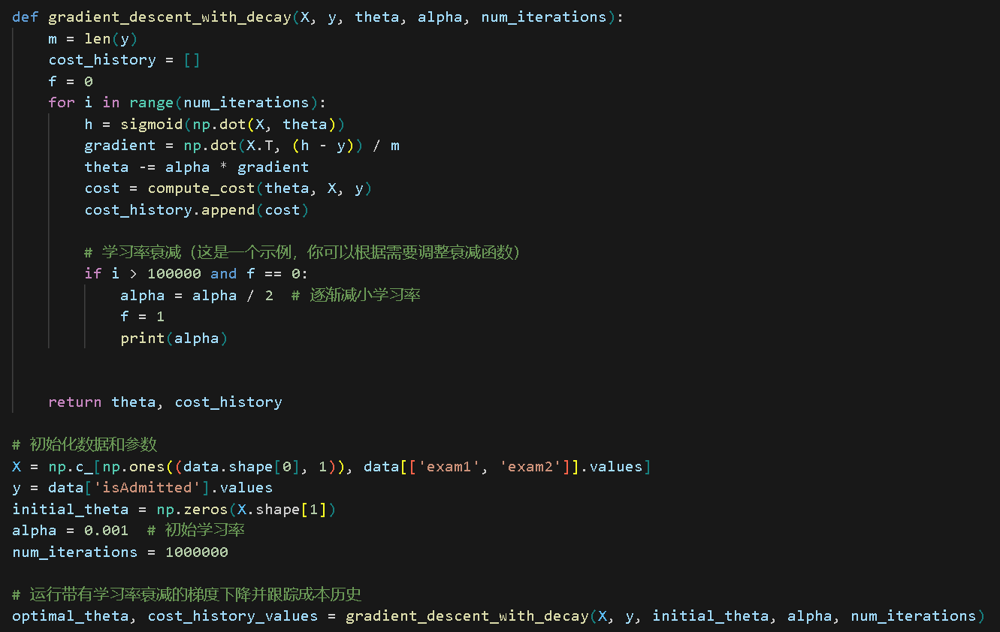 def gradient_descent_with_decay(X, y, theta, alpha, num_iterations):
    m = len(y)
    cost_history = []
    f = 0
    for i in range(num_iterations):
        h = sigmoid(np.dot(X, theta))
        gradient = np.dot(X.T, (h - y)) / m
        theta -= alpha * gradient
        cost = compute_cost(theta, X, y)
        cost_history.append(cost)
        # 学习率衰减（这是一个示例，你可以根据需要调整衰减函数）
        if i > 100000 and f == 0:
            alpha = alpha / 2  # 逐渐减小学习率
            f = 1
            print(alpha)
    return theta, cost_history
# 初始化数据和参数
X = np.c_[np.ones((data.shape[0], 1)), data[['exam1', 'exam2']].values]
y = data['isAdmitted'].values
initial_theta = np.zeros(X.shape[1])
alpha = 0.001  # 初始学习率
num_iterations = 1000000
# 运行带有学习率衰减的梯度下降并跟踪成本历史
optimal_theta, cost_history_values = gradient_descent_with_decay(X, y, initial_theta, alpha, num_iterations)